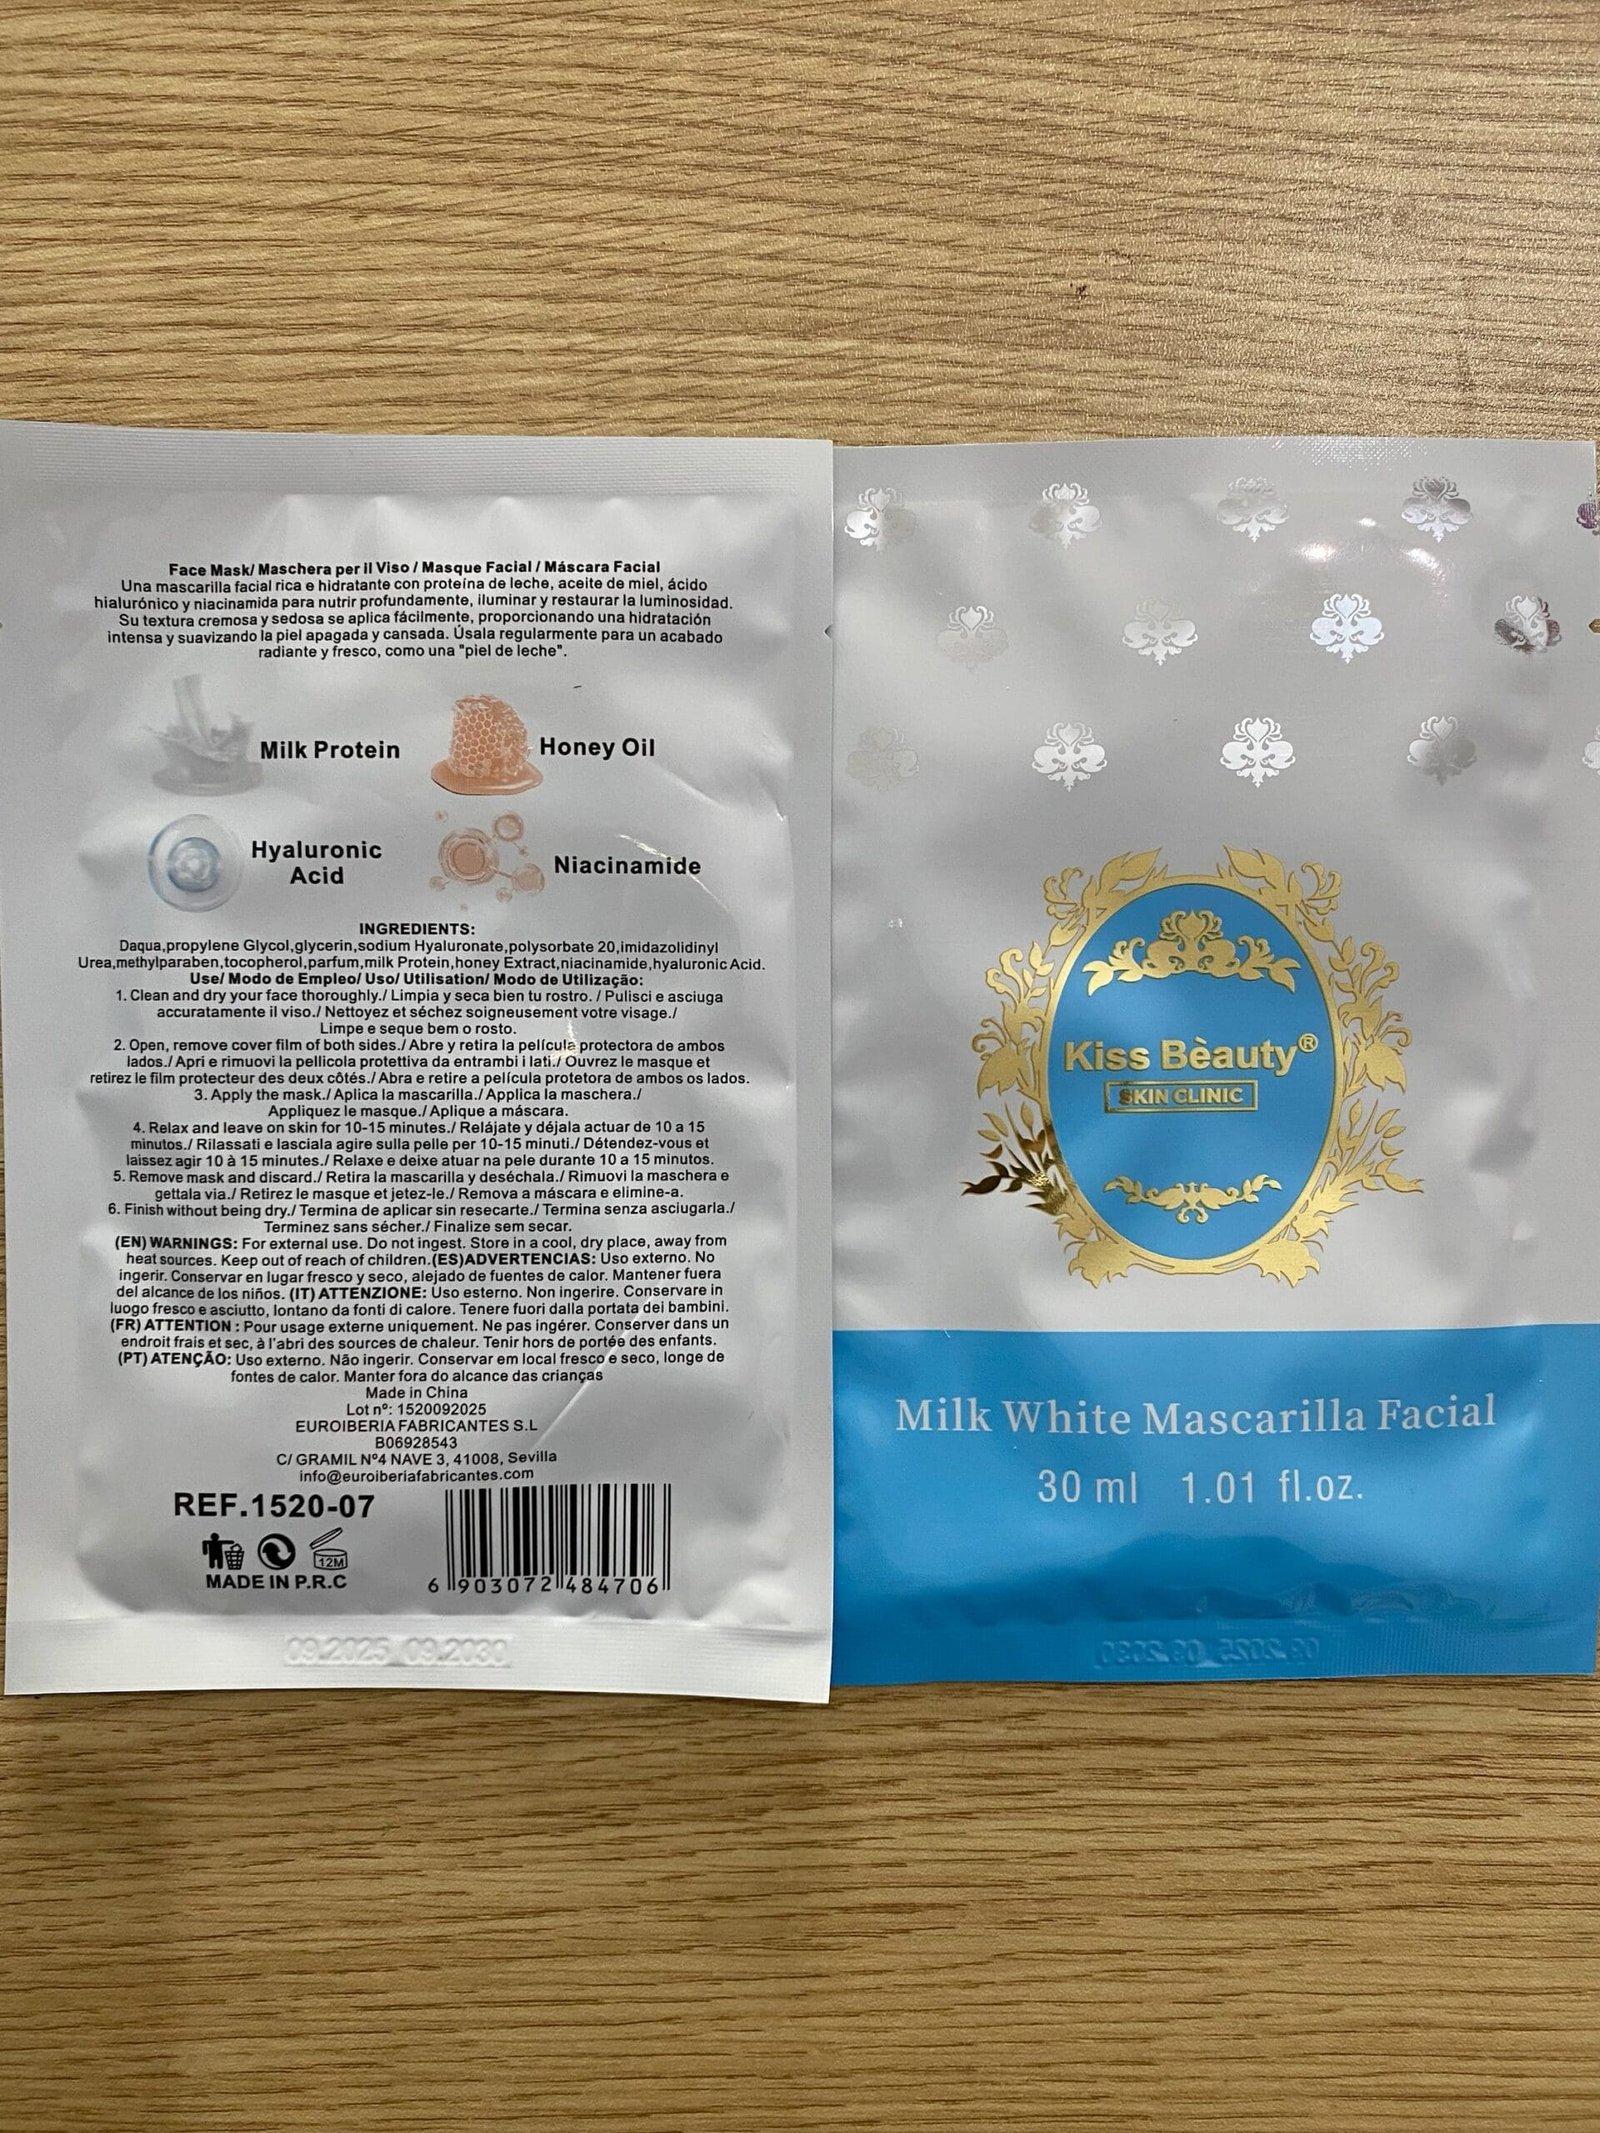 Face Mask/ Maschera per il Viso / Masque Facial / Máscara Facial
Una mascarilla facial rica e hidratante con proteína de leche, aceite de miel, ácido
hialurónico y niacinamida para nutrir profundamente, iluminar y restaurar la luminosidad.
Su textura cremosa y sedosa se aplica fácilmente, proporcionando una hidratación
intensa y suavizando la piel apagada y cansada. Úsala regularmente para un acabado
radiante y fresco, como una "piel de leche".
Milk Protein
Honey Oil
Hyaluronic
Acid
Niacinamide
INGREDIENTS:
Daqua,propylene Glycol,glycerin,sodium Hyaluronate,polysorbate 20,imidazolidinyl
Urea,methylparaben,tocopherol,parfum,milk Protein,honey Extract,niacinamide,hyaluronic Acid.
Use/ Modo de Empleo/ Uso/ Utilisation/ Modo de Utilização:
1. Clean and dry your face thoroughly./ Limpia y seca bien tu rostro. / Pulisci e asciuga
accuratamente il viso./ Nettoyez et séchez soigneusement votre visage./
Limpe e seque bem o rosto.
2. Open, remove cover film of both sides./ Abre y retira la película protectora de ambos
lados./ Apri e rimuovi la pellicola protettiva da entrambi i lati./ Ouvrez le masque et
retirez le film protecteur des deux côtés./ Abra e retire a película protetora de ambos os lados.
3. Apply the mask./ Aplica la mascarilla./ Applica la maschera./
Appliquez le masque./ Aplique a máscara.
4. Relax and leave on skin for 10-15 minutes./ Relájate y déjala actuar de 10 a 15
minutos./ Rilassati e lasciala agire sulla pelle per 10-15 minuti./ Détendez-vous et
laissez agir 10 à 15 minutes./ Relaxe e deixe atuar na pele durante 10 a 15 minutos.
5. Remove mask and discard./ Retira la mascarilla y deséchala./ Rimuovi la maschera e
gettala via./ Retirez le masque et jetez-le./ Remova a máscara e elimine-a.
6. Finish without being dry./ Termina de aplicar sin resecarte./ Termina senza asciugarla./
Terminez sans sécher./ Finalize sem secar.
(EN) WARNINGS: For external use. Do not ingest. Store in a cool, dry place, away from
heat sources. Keep out of reach of children.(ES)ADVERTENCIAS: Uso externo. No
ingerir. Conservar en lugar fresco y seco, alejado de fuentes de calor. Mantener fuera
del alcance de los niños. (IT) ATTENZIONE: Uso esterno. Non ingerire. Conservare in
luogo fresco e asciutto, lontano da fonti di calore. Tenere fuori dalla portata dei bambini.
(FR) ATTENTION : Pour usage externe uniquement. Ne pas ingérer. Conserver dans un
endroit frais et sec, à l'abri des sources de chaleur. Tenir hors de portée des enfants.
(PT) ATENÇÃO: Uso externo. Não ingerir. Conservar em local fresco e seco, longe de
fontes de calor. Manter fora do alcance das crianças
Made in China
Lot nº: 1520092025
EUROIBERIA FABRICANTES S.L
B06928543
C/ GRAMIL Nº4 NAVE 3, 41008, Sevilla
info@euroiberiafabricantes.com
REF.1520-07
12M
MADE IN P.R.C
6 903072 484706
09.2025 09.2030
Kiss Bèauty®
SKIN CLINIC
Milk White Mascarilla Facial
30 ml 1.01 fl.oz.
09.2025 09.2030